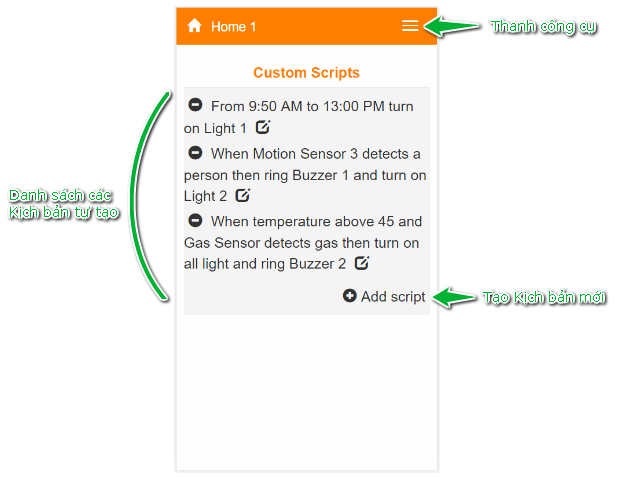 Home 1
Thanh công cụ
Custom Scripts
From 9:50 AM to 13:00 PM turn
on Light 1
When Motion Sensor 3 detects a
person then ring Buzzer 1 and turn on
Light 2
When temperature above 45 and
Gas Sensor detects gas then turn on
all light and ring Buzzer 2
Add script
Danh sách các
Kịch bản tự tạo
Tạo Kịch bản mới